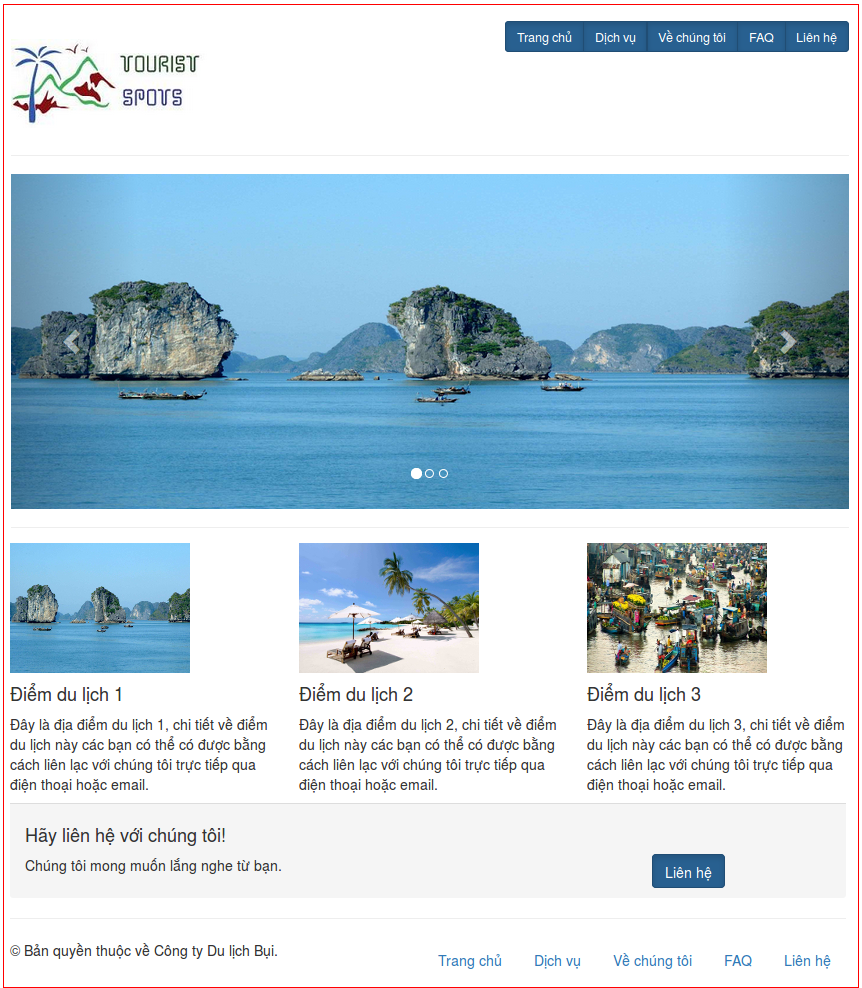 TOURIST
SPOTS
Trang chủ Dịch vụ Về chúng tôi FAQ Liên hệ
Điểm du lịch 1
Đây là địa điểm du lịch 1, chi tiết về điểm
du lịch này các bạn có thể có được bằng
cách liên lạc với chúng tôi trực tiếp qua
điện thoại hoặc email.
Điểm du lịch 2
Đây là địa điểm du lịch 2, chi tiết về điểm
du lịch này các bạn có thể có được bằng
cách liên lạc với chúng tôi trực tiếp qua
điện thoại hoặc email.
Điểm du lịch 3
Đây là địa điểm du lịch 3, chi tiết về điểm
du lịch này các bạn có thể có được bằng
cách liên lạc với chúng tôi trực tiếp qua
điện thoại hoặc email.
Hãy liên hệ với chúng tôi!
Chúng tôi mong muốn lắng nghe từ bạn.
Liên hệ
© Bản quyền thuộc về Công ty Du lịch Bụi.
Trang chủ Dịch vụ Về chúng tôi FAQ Liên hệ